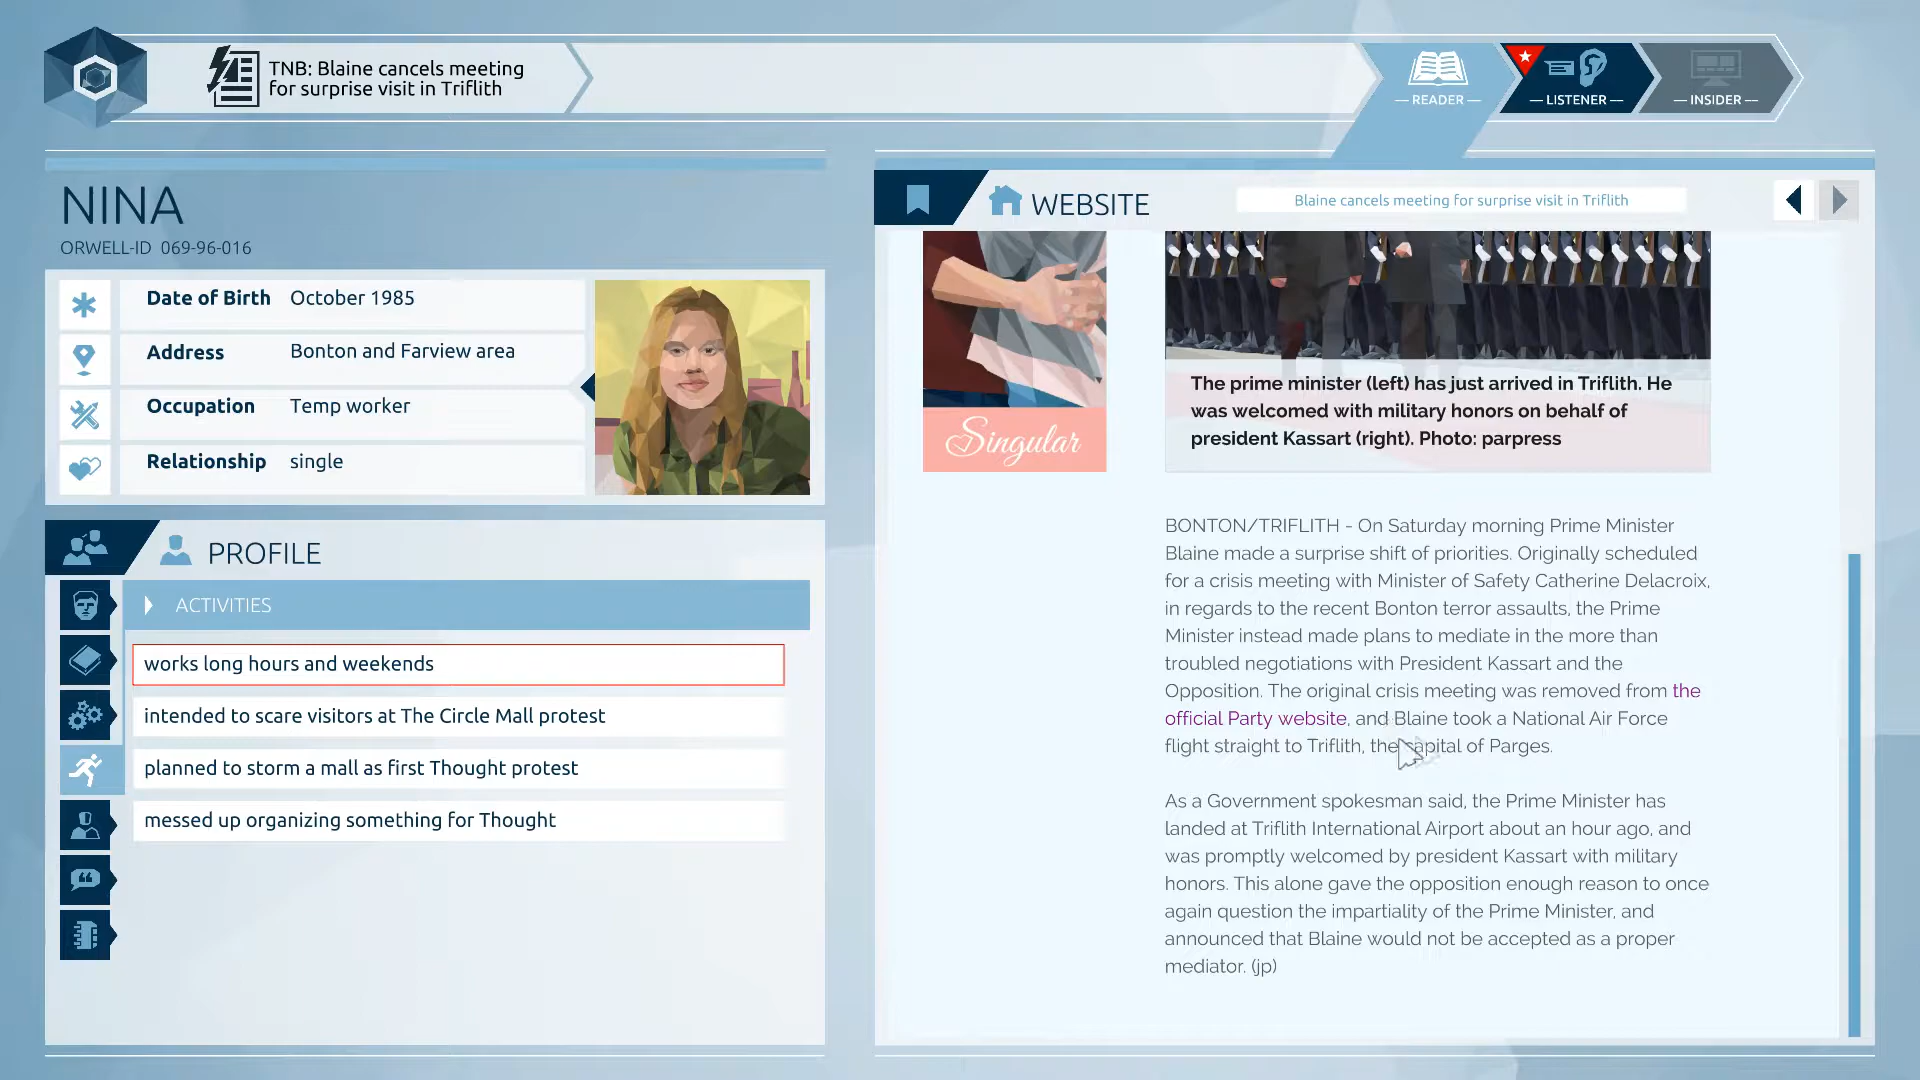 TNB: Blaine cancels meeting
for surprise visit in Triflith
— READER —
— LISTENER —
— INSIDER —
NINA
ORWELL-ID 069-96-016
Date of Birth October 1985
Address Bonton and Farview area
Occupation Temp worker
Relationship single
PROFILE
ACTIVITIES
works long hours and weekends
intended to scare visitors at The Circle Mall protest
planned to storm a mall as first Thought protest
messed up organizing something for Thought
WEBSITE
Blaine cancels meeting for surprise visit in Triflith
Singular
The prime minister (left) has just arrived in Triflith. He
was welcomed with military honors on behalf of
president Kassart (right). Photo: parpress
BONTON/TRIFLITH - On Saturday morning Prime Minister
Blaine made a surprise shift of priorities. Originally scheduled
for a crisis meeting with Minister of Safety Catherine Delacroix,
in regards to the recent Bonton terror assaults, the Prime
Minister instead made plans to mediate in the more than
troubled negotiations with President Kassart and the
Opposition. The original crisis meeting was removed from the
official Party website, and Blaine took a National Air Force
flight straight to Triflith, the capital of Parges.
As a Government spokesman said, the Prime Minister has
landed at Triflith International Airport about an hour ago, and
was promptly welcomed by president Kassart with military
honors. This alone gave the opposition enough reason to once
again question the impartiality of the Prime Minister, and
announced that Blaine would not be accepted as a proper
mediator. (jp)